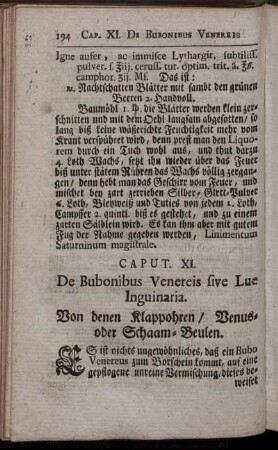 194 CAP. XI. DE BUBONIBUS VENEREIS
Igne aufer, ac immisce Lythargir. subtiliss.
pulver. ℥iij. ceruss. tut. optim. trit. ā. ℥ß.
camphor. ʒij. Mf. Das ist:
℞. Nachtschatten Blätter mit sambt den grünen
Beeren 2. Handvoll.
Baumöhl 1. ℔. die Blätter werden klein zer-
schnitten und mit dem Oehl langsam abgesotten/ so
lang biß keine wäßerichte Feuchtigkeit mehr vom
Kraut verspühret wird/ denn preßt man den Liquo-
rem durch ein Tuch wohl aus, und thut darzu
4. Loth Wachs, setzt ihn wieder über das Feuer
biß unter stätem Rühren das Wachs völlig zergan-
gen/ denn hebt man das Geschirr vom Feuer, und
mischet bey zart zerrieben Silber-Glett-Pulver
6. Loth, Bleyweiß und Tutien von jedem 1. Loth/
Campffer 2. quintl. biß es gestehet, und zu einem
zarten Sälblein wird. Es kan ihm aber mit gutem
Fug der Nahme gegeben werden, Linimentum
Saturninum magistrale.
CAPUT. XI.
De Bubonibus Venereis sive Lue
Inguinaria.
Von denen Klappohren/ Venus-
oder Schaam-Beulen.
ES ist nichts ungewöhnliches, daß ein Bubo
Venereus zum Vorschein kommt, auf eine
gepflogene unreine Vermischung; dieses be-
weiset